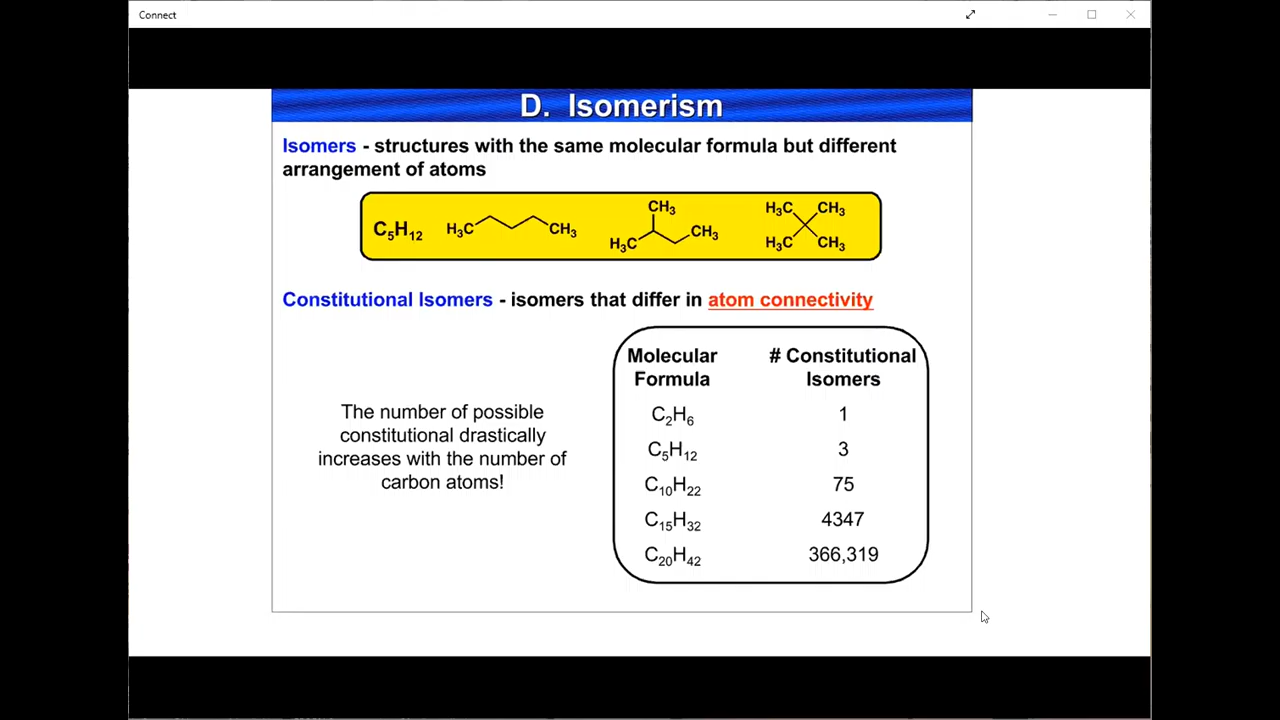 Connect
D. Isomerism
Isomers - structures with the same molecular formula but different
arrangement of atoms
C₅H₁₂ H₃C CH₃ CH₃ H₃C CH₃ H₃C CH₃ H₃C CH₃
Constitutional Isomers - isomers that differ in atom connectivity
The number of possible
constitutional drastically
increases with the number of
carbon atoms!
Molecular # Constitutional
Formula Isomers
C₂H₆ 1
C₅H₁₂ 3
C₁₀H₂₂ 75
C₁₅H₃₂ 4347
C₂₀H₄₂ 366,319